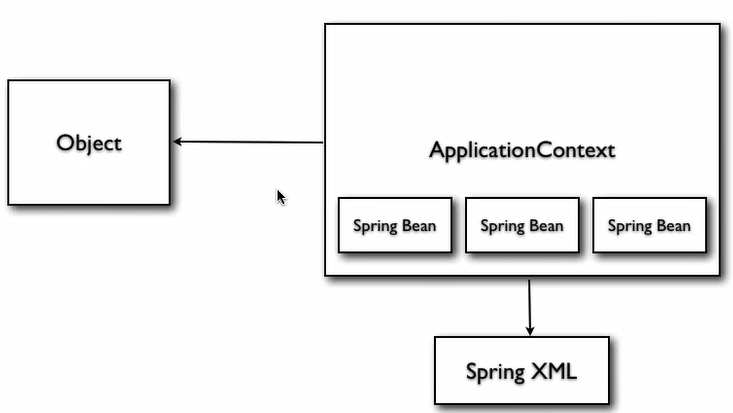 Object
ApplicationContext
Spring Bean
Spring Bean
Spring Bean
Spring XML